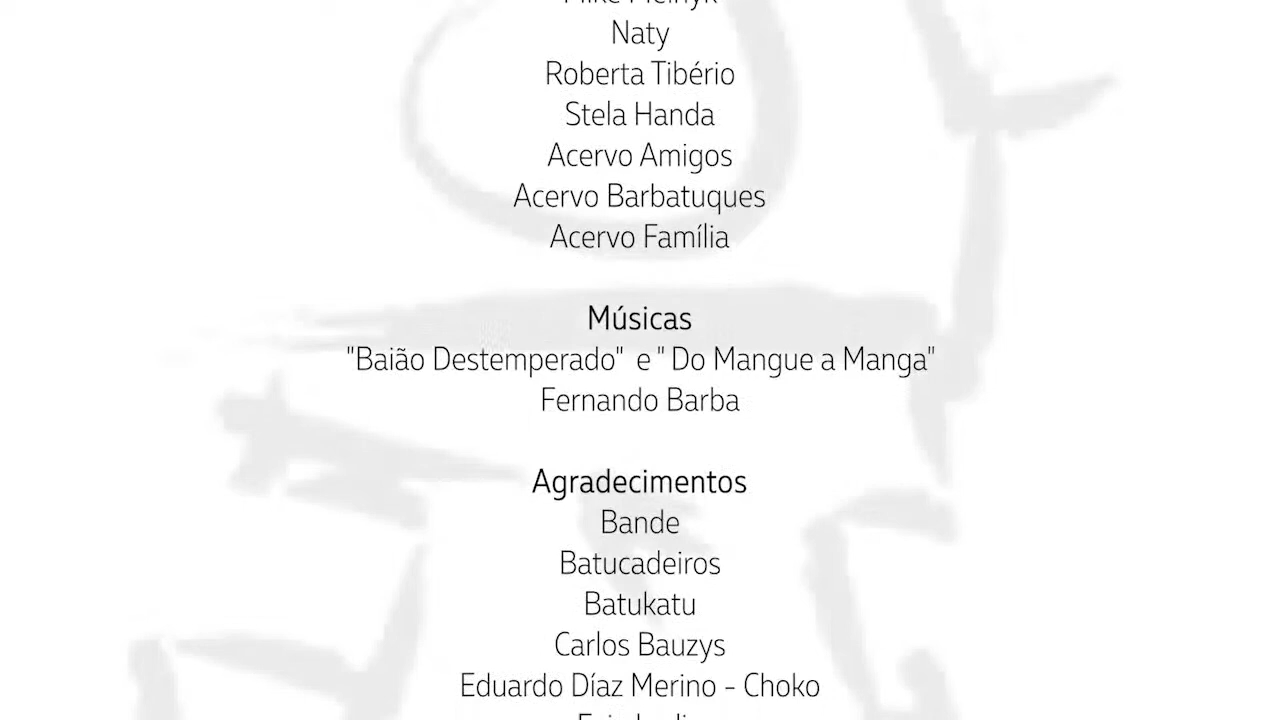 Naty
Roberta Tibério
Stela Handa
Acervo Amigos
Acervo Barbatuques
Acervo Família
Músicas
"Baião Destemperado" e " Do Mangue a Manga"
Fernando Barba
Agradecimentos
Bande
Batucadeiros
Batukatu
Carlos Bauzys
Eduardo Díaz Merino - Choko